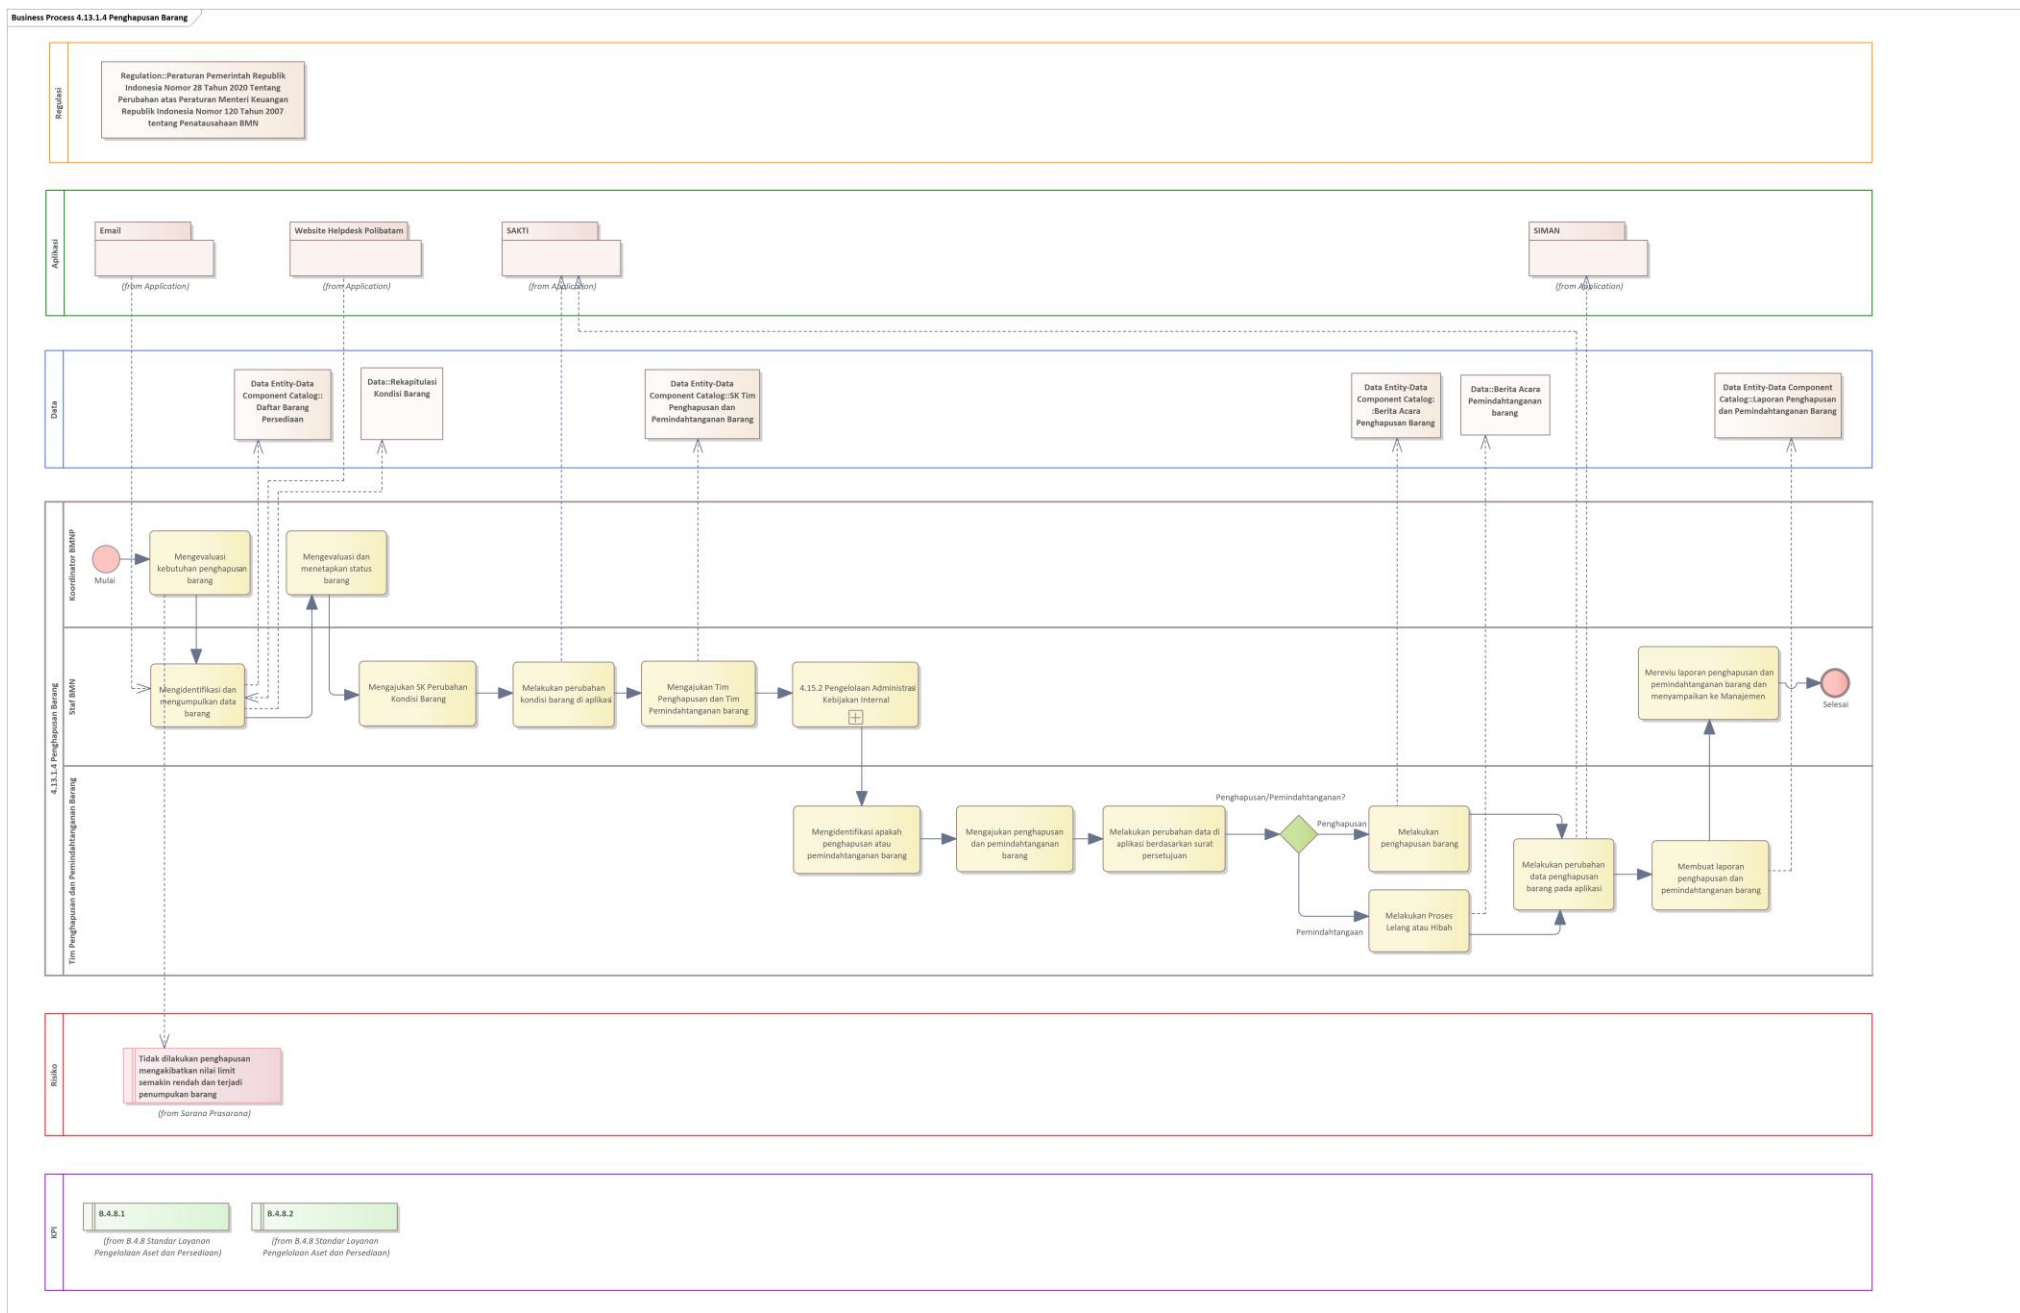 Business Process 4.13.1.4 Penghapusan Barang
Regulasi
Regulation::Peraturan Pemerintah Republik
Indonesia Nomor 28 Tahun 2020 Tentang
Perubahan atas Peraturan Menteri Keuangan
Republik Indonesia Nomor 120 Tahun 2007
tentang Penatausahaan BMN
Aplikasi
Email
(from Application)
Website Helpdesk Polibatam
(from Application)
SAKTI
(from Application)
SIMAN
(from Application)
Data
Data Entity-Data
Component Catalog::
Daftar Barang
Persediaan
Data::Rekapitulasi
Kondisi Barang
Data Entity-Data
Component Catalog::SK Tim
Penghapusan dan
Pemindahtanganan Barang
Data Entity-Data
Component Catalog:
:Berita Acara
Penghapusan Barang
Data::Berita Acara
Pemindahtanganan
barang
Data Entity-Data Component
Catalog::Laporan Penghapusan
dan Pemindahtanganan Barang
4.13.1.4 Penghapusan Barang
Koordinator BMNP
Mulai
Mengevaluasi
kebutuhan penghapusan
barang
Mengevaluasi dan
menetapkan status
barang
Staf BMN
Mengidentifikasi dan
mengumpulkan data
barang
Mengajukan SK Perubahan
Kondisi Barang
Melakukan perubahan
kondisi barang di aplikasi
Mengajukan Tim
Penghapusan dan Tim
Pemindahtanganan barang
4.15.2 Pengelolaan Administrasi
Kebijakan Internal
Mereviu laporan penghapusan dan
pemindahtanganan barang dan
menyampaikan ke Manajemen
Selesai
Tim Penghapusan dan Pemindahtanganan Barang
Mengidentifikasi apakah
penghapusan atau
pemindahtanganan barang
Mengajukan penghapusan
dan pemindahtanganan
barang
Melakukan perubahan data di
aplikasi berdasarkan surat
persetujuan
Penghapusan/Pemindahtanganan?
Penghapusan
Melakukan
penghapusan barang
Pemindahtangaan
Melakukan Proses
Lelang atau Hibah
Melakukan perubahan
data penghapusan
barang pada aplikasi
Membuat laporan
penghapusan dan
pemindahtanganan barang
Risiko
Tidak dilakukan penghapusan
mengakibatkan nilai limit
semakin rendah dan terjadi
penumpukan barang
(from Sarana Prasarana)
KPI
B.4.8.1
(from B.4.8 Standar Layanan
Pengelolaan Aset dan Persediaan)
B.4.8.2
(from B.4.8 Standar Layanan
Pengelolaan Aset dan Persediaan)